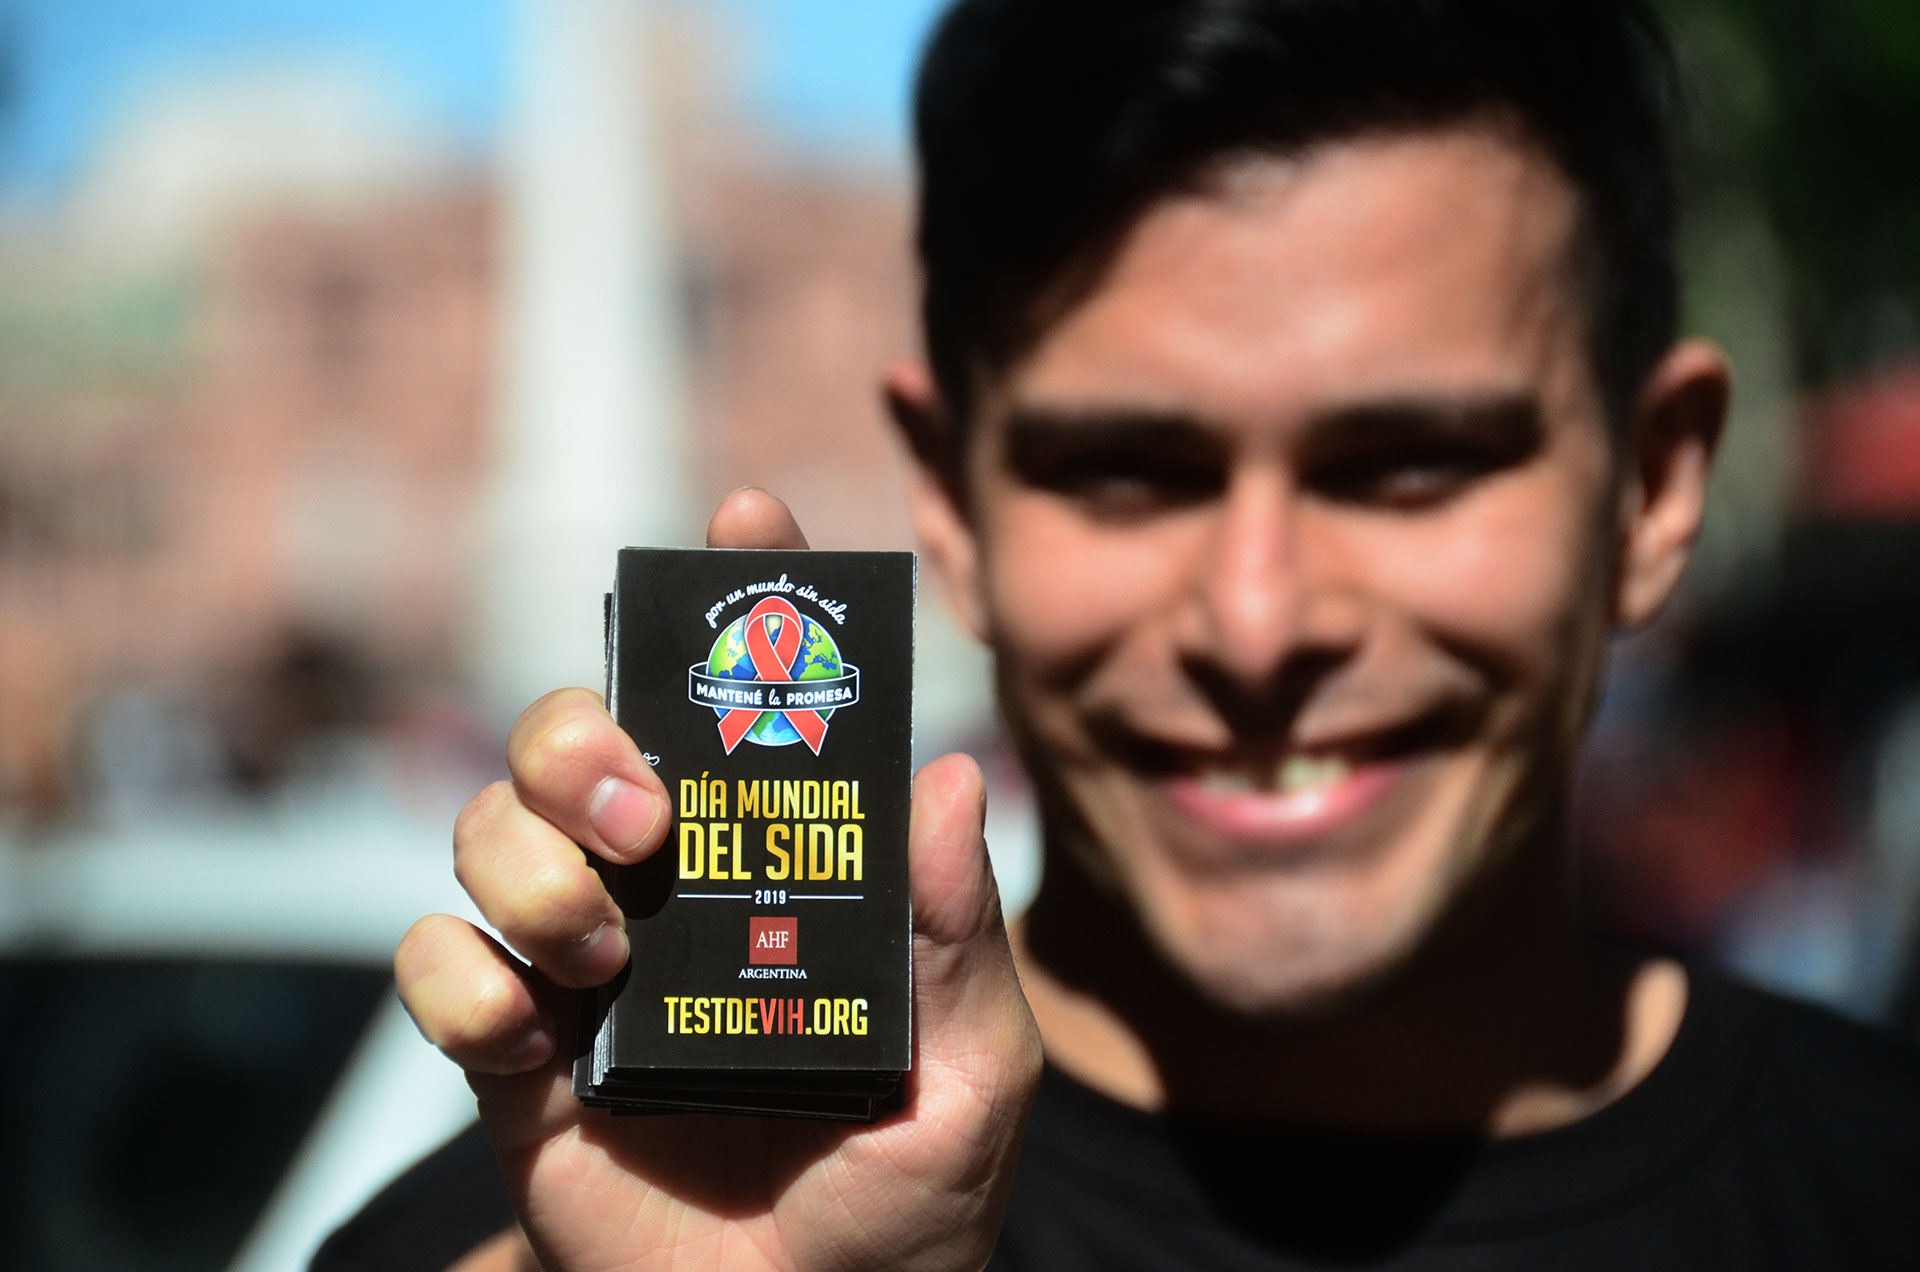 por un mundo sin sida
MANTENÉ la PROMESA
DÍA MUNDIAL
DEL SIDA
2019
AHF
ARGENTINA
TESTDEVIH.ORG